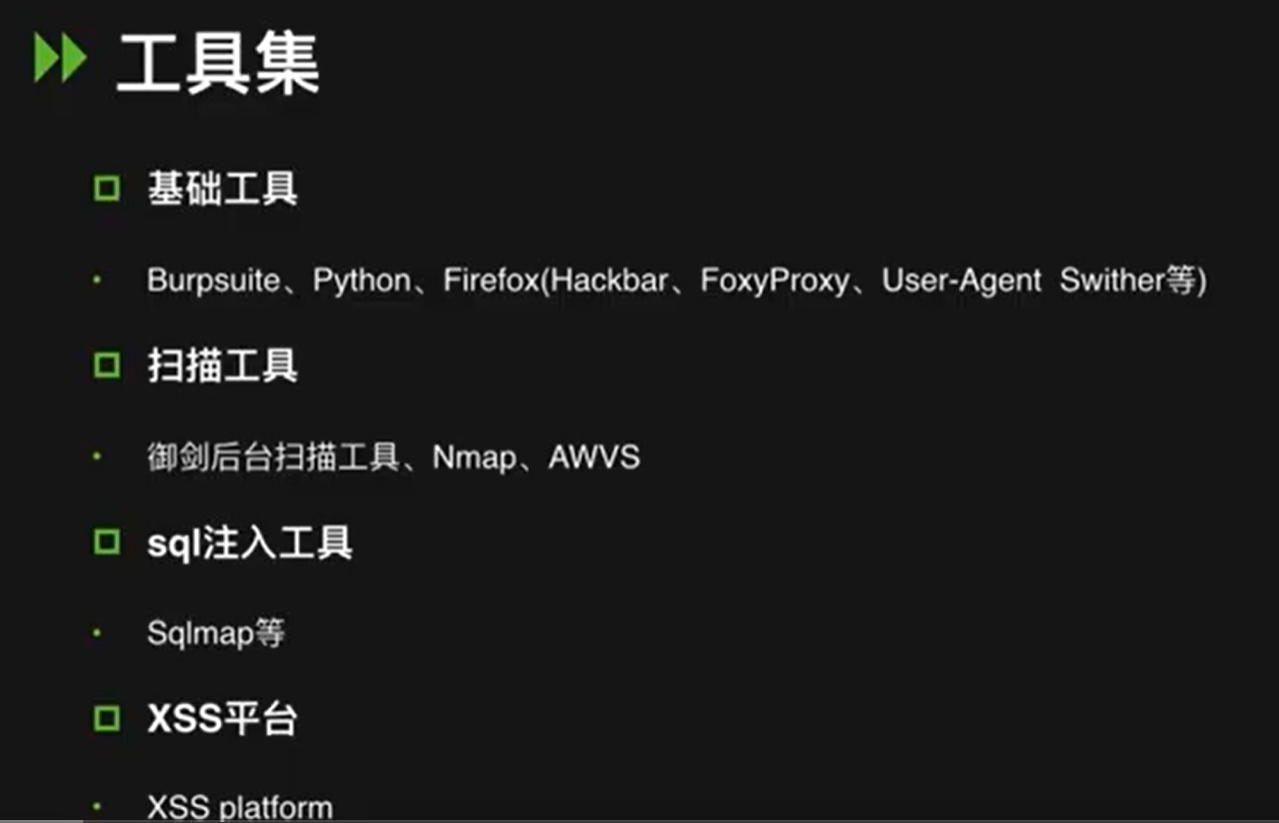 工具集
基础工具
Burpsuite、Python、Firefox(Hackbar、FoxyProxy、User-Agent Swither等)
扫描工具
御剑后台扫描工具、Nmap、AWVS
sql注入工具
Sqlmap等
XSS平台
XSS platform